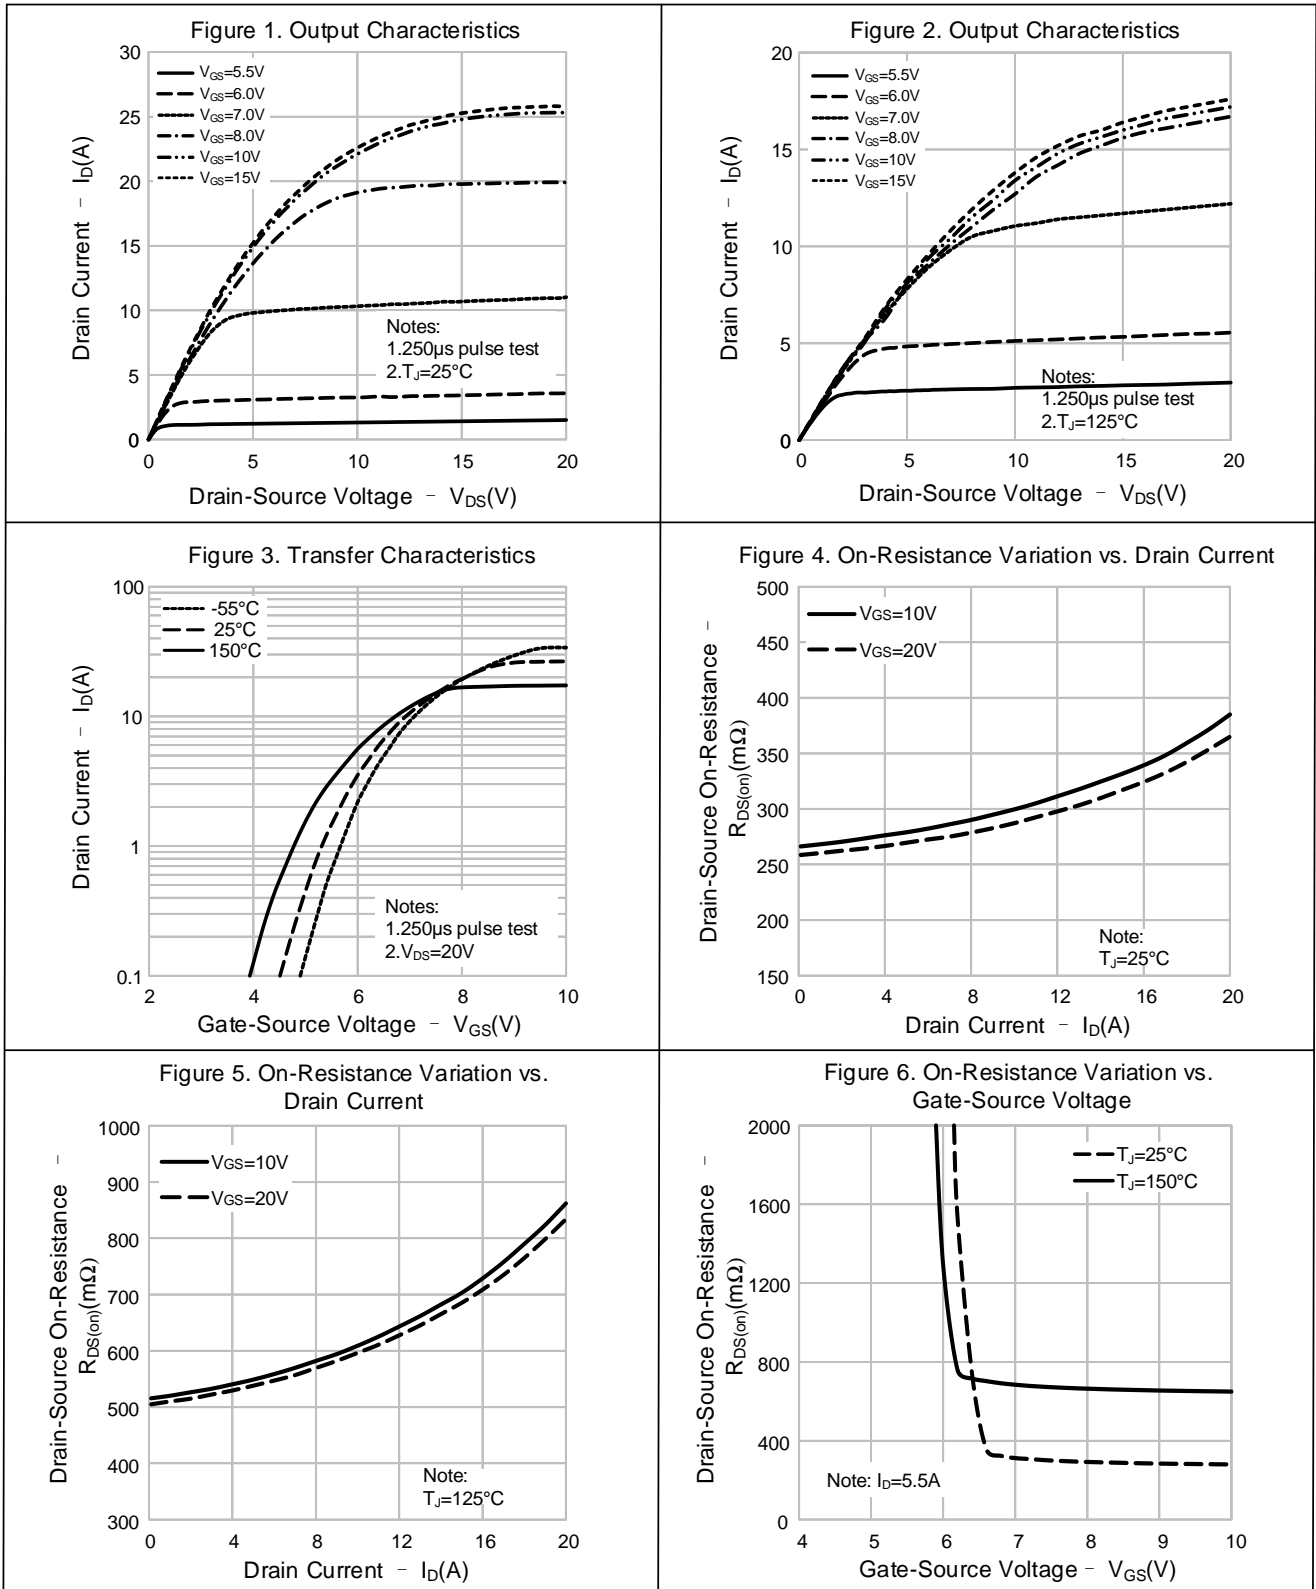 Figure 1. Output Characteristics
Drain Current － ID(A)
30
25
20
15
10
5
0
0
VGS=5.5V
VGS=6.0V
VGS=7.0V
VGS=8.0V
VGS=10V
VGS=15V
Notes:
1.250µs pulse test
2.TJ=25°C
0 5 10 15 20
Drain-Source Voltage － VDS(V)
Figure 2. Output Characteristics
Drain Current － ID(A)
20
15
10
5
0
VGS=5.5V
VGS=6.0V
VGS=7.0V
VGS=8.0V
VGS=10V
VGS=15V
Notes:
1.250µs pulse test
2.TJ=125°C
0 5 10 15 20
Drain-Source Voltage － VDS(V)
Figure 3. Transfer Characteristics
Drain Current － ID(A)
100
10
1
0.1
-55°C
25°C
150°C
Notes:
1.250µs pulse test
2.VDS=20V
2 4 6 8 10
Gate-Source Voltage － VGS(V)
Figure 4. On-Resistance Variation vs. Drain Current
Drain-Source On-Resistance －
RDS(on)(mΩ)
500
450
400
350
300
250
200
150
VGS=10V
VGS=20V
Note:
TJ=25°C
0 4 8 12 16 20
Drain Current － ID(A)
Figure 5. On-Resistance Variation vs.
Drain Current
Drain-Source On-Resistance －
RDS(on)(mΩ)
1000
900
800
700
600
500
400
300
VGS=10V
VGS=20V
Note:
TJ=125°C
0 4 8 12 16 20
Drain Current － ID(A)
Figure 6. On-Resistance Variation vs.
Gate-Source Voltage
Drain-Source On-Resistance －
RDS(on)(mΩ)
2000
1600
1200
800
400
0
TJ=25°C
TJ=150°C
Note: ID=5.5A
4 5 6 7 8 9 10
Gate-Source Voltage － VGS(V)